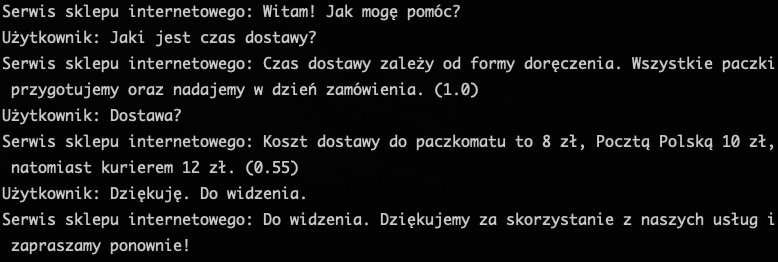 Serwis sklepu internetowego: Witam! Jak mogę pomóc?
Użytkownik: Jaki jest czas dostawy?
Serwis sklepu internetowego: Czas dostawy zależy od formy doręczenia. Wszystkie paczki
przygotujemy oraz nadajemy w dzień zamówienia. (1.0)
Użytkownik: Dostawa?
Serwis sklepu internetowego: Koszt dostawy do paczkomatu to 8 zł, Pocztą Polską 10 zł,
natomiast kurierem 12 zł. (0.55)
Użytkownik: Dziękuję. Do widzenia.
Serwis sklepu internetowego: Do widzenia. Dziękujemy za skorzystanie z naszych usług i
zapraszamy ponownie!